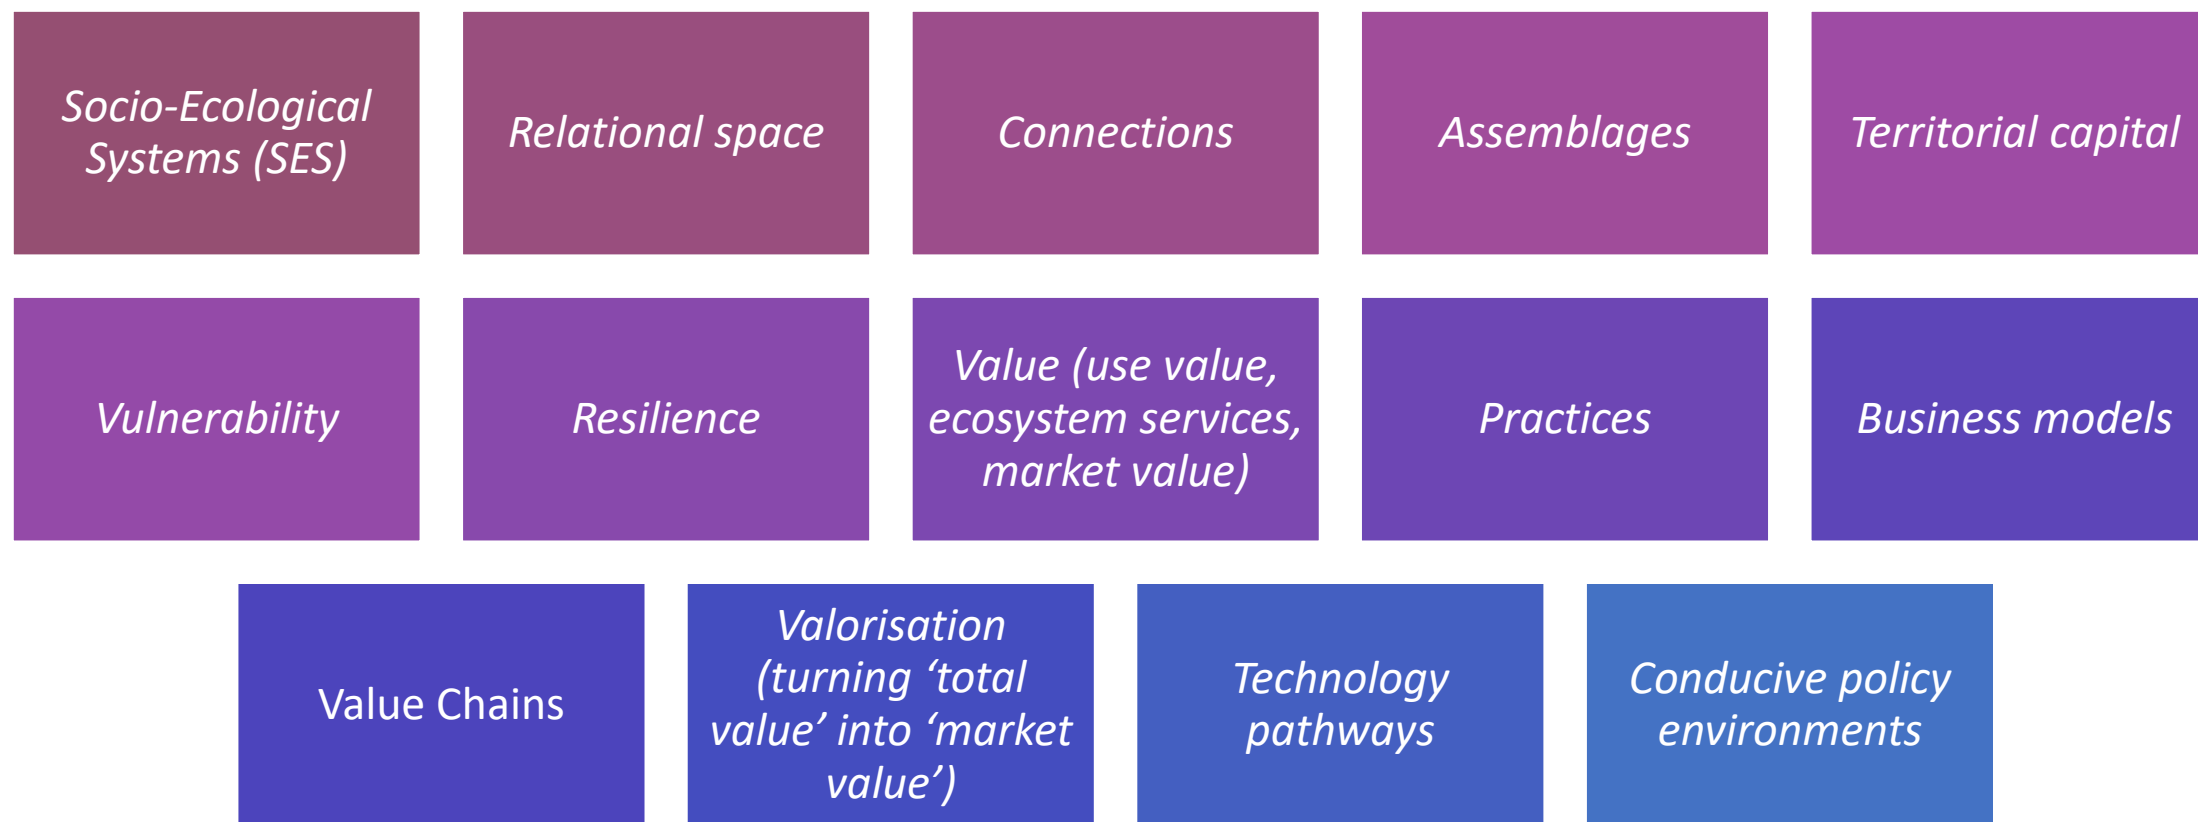 Socio-Ecological
Systems (SES)
Relational space
Connections
Assemblages
Territorial capital
Vulnerability
Resilience
Value (use value,
ecosystem services,
market value)
Practices
Business models
Value Chains
Valorisation
(turning ‘total
value’ into ‘market
value’)
Technology
pathways
Conducive policy
environments